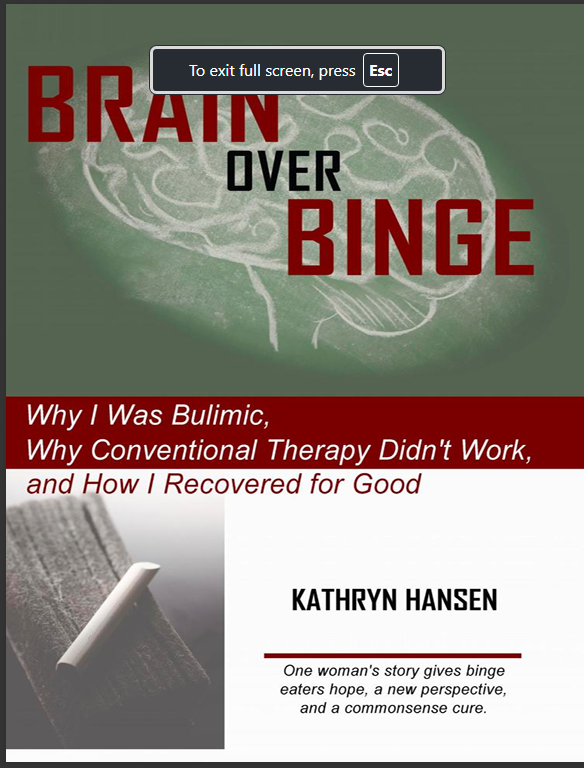 To exit full screen, press Esc
BRAIN
OVER
BINGE
Why I Was Bulimic,
Why Conventional Therapy Didn't Work,
and How I Recovered for Good
KATHRYN HANSEN
One woman's story gives binge
eaters hope, a new perspective,
and a commonsense cure.